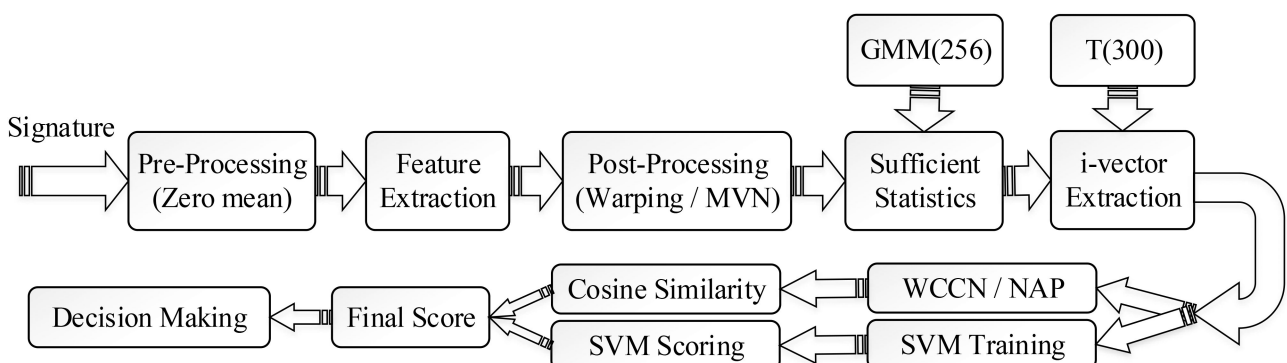 GMM(256)
T(300)
Signature
Pre-Processing
(Zero mean)
Feature
Extraction
Post-Processing
(Warping / MVN)
Sufficient
Statistics
i-vector
Extraction
WCCN / NAP
Cosine Similarity
SVM Training
SVM Scoring
Final Score
Decision Making